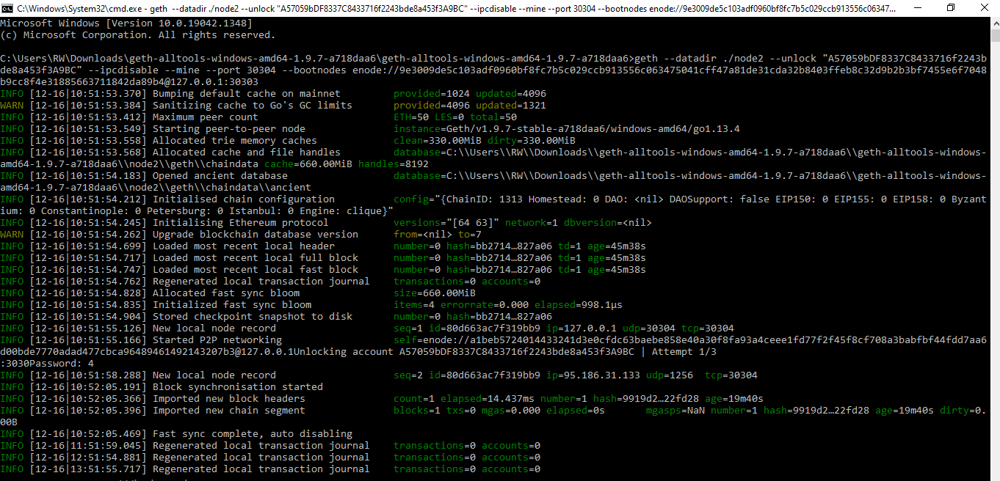 C:\Windows\System32\cmd.exe - geth --datadir ./node2 --unlock "A57059bDF8337C8433716f2243bde8a453f3A9BC" --ipcdisable --mine --port 30304 --bootnodes enode://9e3009de5c103adf0960bf8fc7b5c029ccb913556c06347...
Microsoft Windows [Version 10.0.19042.1348]
(c) Microsoft Corporation. All rights reserved.
C:\Users\RW\Downloads\geth-alltools-windows-amd64-1.9.7-a718daa6\geth-alltools-windows-amd64-1.9.7-a718daa6>geth --datadir ./node2 --unlock "A57059bDF8337C8433716f2243b
de8a453f3A9BC" --ipcdisable --mine --port 30304 --bootnodes enode://9e3009de5c103adf0960bf8fc7b5c029ccb913556c063475041cff47a81de31cda32b8403ffeb8c32d9b2b3bf7455e6f7048
b9cc8f4e31885663711842da89b4@127.0.0.1:30303
INFO [12-16|10:51:53.370] Bumping default cache on mainnet provided=1024 updated=4096
WARN [12-16|10:51:53.384] Sanitizing cache to Go's GC limits provided=4096 updated=1321
INFO [12-16|10:51:53.412] Maximum peer count ETH=50 LES=0 total=50
INFO [12-16|10:51:53.549] Starting peer-to-peer node instance=Geth/v1.9.7-stable-a718daa6/windows-amd64/go1.13.4
INFO [12-16|10:51:53.558] Allocated trie memory caches clean=330.00MiB dirty=330.00MiB
INFO [12-16|10:51:53.568] Allocated cache and file handles database=C:\\Users\\RW\\Downloads\\geth-alltools-windows-amd64-1.9.7-a718daa6\\geth-alltools-windows-
amd64-1.9.7-a718daa6\\node2\\geth\\chaindata cache=660.00MiB handles=8192
INFO [12-16|10:51:54.183] Opened ancient database database=C:\\Users\\RW\\Downloads\\geth-alltools-windows-amd64-1.9.7-a718daa6\\geth-alltools-windows-
amd64-1.9.7-a718daa6\\node2\\geth\\chaindata\\ancient
INFO [12-16|10:51:54.212] Initialised chain configuration config="{ChainID: 1313 Homestead: 0 DAO: <nil> DAOSupport: false EIP150: 0 EIP155: 0 EIP158: 0 Byzant
ium: 0 Constantinople: 0 Petersburg: 0 Istanbul: 0 Engine: clique}"
INFO [12-16|10:51:54.245] Initialising Ethereum protocol versions="[64 63]" network=1 dbversion=<nil>
WARN [12-16|10:51:54.262] Upgrade blockchain database version from=<nil> to=7
INFO [12-16|10:51:54.699] Loaded most recent local header number=0 hash=bb2714…827a06 td=1 age=45m38s
INFO [12-16|10:51:54.717] Loaded most recent local full block number=0 hash=bb2714…827a06 td=1 age=45m38s
INFO [12-16|10:51:54.747] Loaded most recent local fast block number=0 hash=bb2714…827a06 td=1 age=45m38s
INFO [12-16|10:51:54.762] Regenerated local transaction journal transactions=0 accounts=0
INFO [12-16|10:51:54.828] Allocated fast sync bloom size=660.00MiB
INFO [12-16|10:51:54.835] Initialized fast sync bloom items=4 errorrate=0.000 elapsed=998.1µs
INFO [12-16|10:51:54.904] Stored checkpoint snapshot to disk number=0 hash=bb2714…827a06
INFO [12-16|10:51:55.126] New local node record seq=1 id=80d663ac7f319bb9 ip=127.0.0.1 udp=30304 tcp=30304
INFO [12-16|10:51:55.166] Started P2P networking self=enode://a1beb5724014433241d3e0cfdc63baebe858e40a30f8fa93a4ceee1fd77f2f45f8cf708a3babfbf44fdd7aa6
d00bde7770adad477cbca96489461492143207b3@127.0.0.1Unlocking account A57059bDF8337C8433716f2243bde8a453f3A9BC | Attempt 1/3
:3030Password: 4
INFO [12-16|10:51:58.288] New local node record seq=2 id=80d663ac7f319bb9 ip=95.186.31.133 udp=1256 tcp=30304
INFO [12-16|10:52:05.191] Block synchronisation started
INFO [12-16|10:52:05.366] Imported new block headers count=1 elapsed=14.437ms number=1 hash=9919d2…22fd28 age=19m40s
INFO [12-16|10:52:05.396] Imported new chain segment blocks=1 txs=0 mgas=0.000 elapsed=0s mgasps=NaN number=1 hash=9919d2…22fd28 age=19m40s dirty=0.
00B
INFO [12-16|10:52:05.469] Fast sync complete, auto disabling
INFO [12-16|11:51:59.045] Regenerated local transaction journal transactions=0 accounts=0
INFO [12-16|12:51:54.881] Regenerated local transaction journal transactions=0 accounts=0
INFO [12-16|13:51:55.717] Regenerated local transaction journal transactions=0 accounts=0